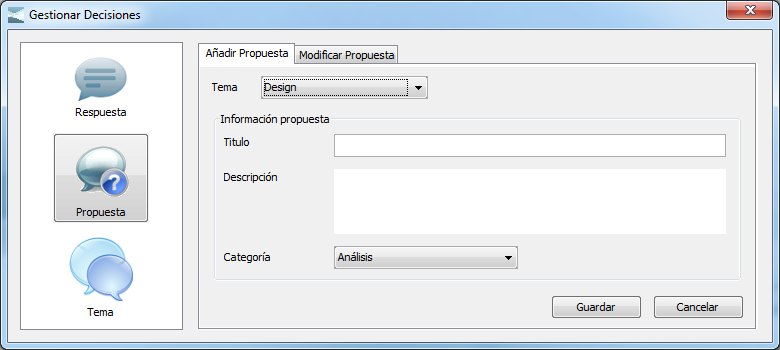 Gestionar Decisiones
Respuesta
Propuesta
Tema
Añadir Propuesta
Modificar Propuesta
Tema
Design
Información propuesta
Titulo
Descripción
Categoría
Análisis
Guardar
Cancelar